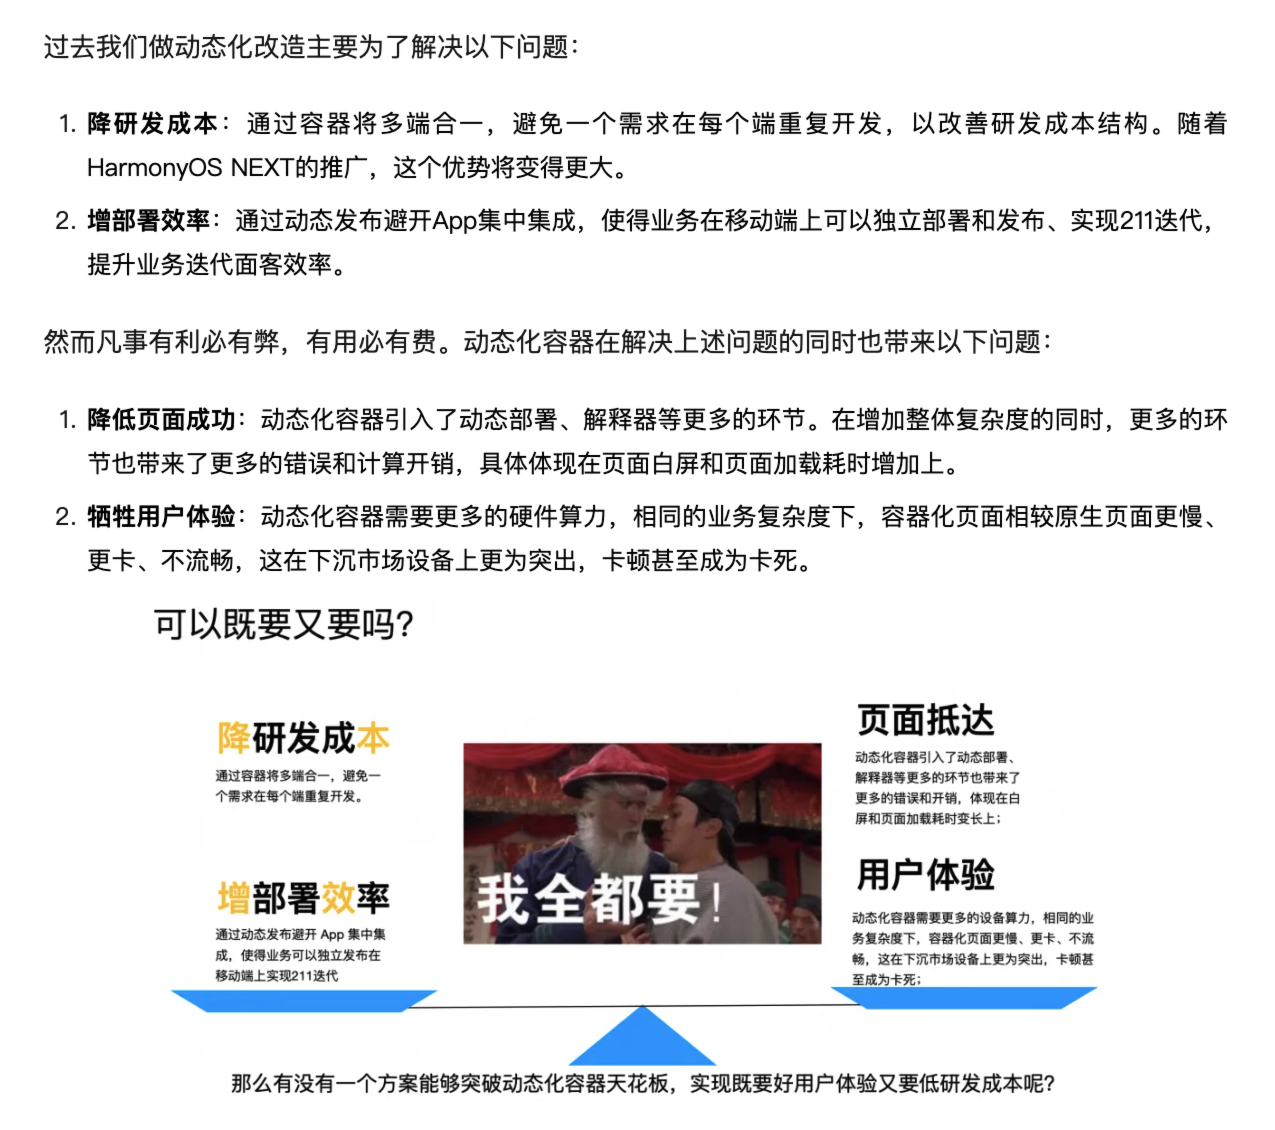 过去我们做动态化改造主要为了解决以下问题：
1. 降研发成本：通过容器将多端合一，避免一个需求在每个端重复开发，以改善研发成本结构。随着
HarmonyOS NEXT的推广，这个优势将变得更大。
2. 增部署效率：通过动态发布避开App集中集成，使得业务在移动端上可以独立部署和发布、实现211迭代，
提升业务迭代面客效率。
然而凡事有利必有弊，有用必有费。动态化容器在解决上述问题的同时也带来以下问题：
1. 降低页面成功：动态化容器引入了动态部署、解释器等更多的环节。在增加整体复杂度的同时，更多的环
节也带来了更多的错误和计算开销，具体体现在页面白屏和页面加载耗时增加上。
2. 牺牲用户体验：动态化容器需要更多的硬件算力，相同的业务复杂度下，容器化页面相较原生页面更慢、
更卡、不流畅，这在下沉市场设备上更为突出，卡顿甚至成为卡死。
可以既要又要吗？
降研发成本
通过容器将多端合一，避免一
个需求在每个端重复开发。
增部署效率
通过动态发布避开 App 集中集
成，使得业务可以独立发布在
移动端上实现211迭代
我全都要！
页面抵达
动态化容器引入了动态部署、
解释器等更多的环节也带来了
更多的错误和开销，体现在白
屏和页面加载耗时变长上；
用户体验
动态化容器需要更多的设备算力，相同的业
务复杂度下，容器化页面更慢、更卡、不流
畅，这在下沉市场设备上更为突出，卡顿甚
至成为卡死；
那么有没有一个方案能够突破动态化容器天花板，实现既要好用户体验又要低研发成本呢？